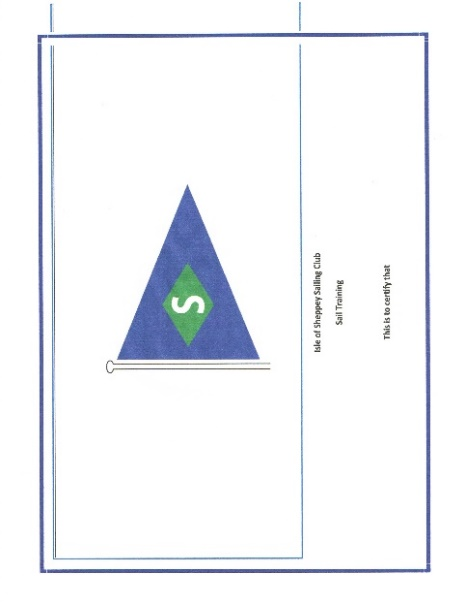 S
Isle of Sheppey Sailing Club
Sail Training
This is to certify that